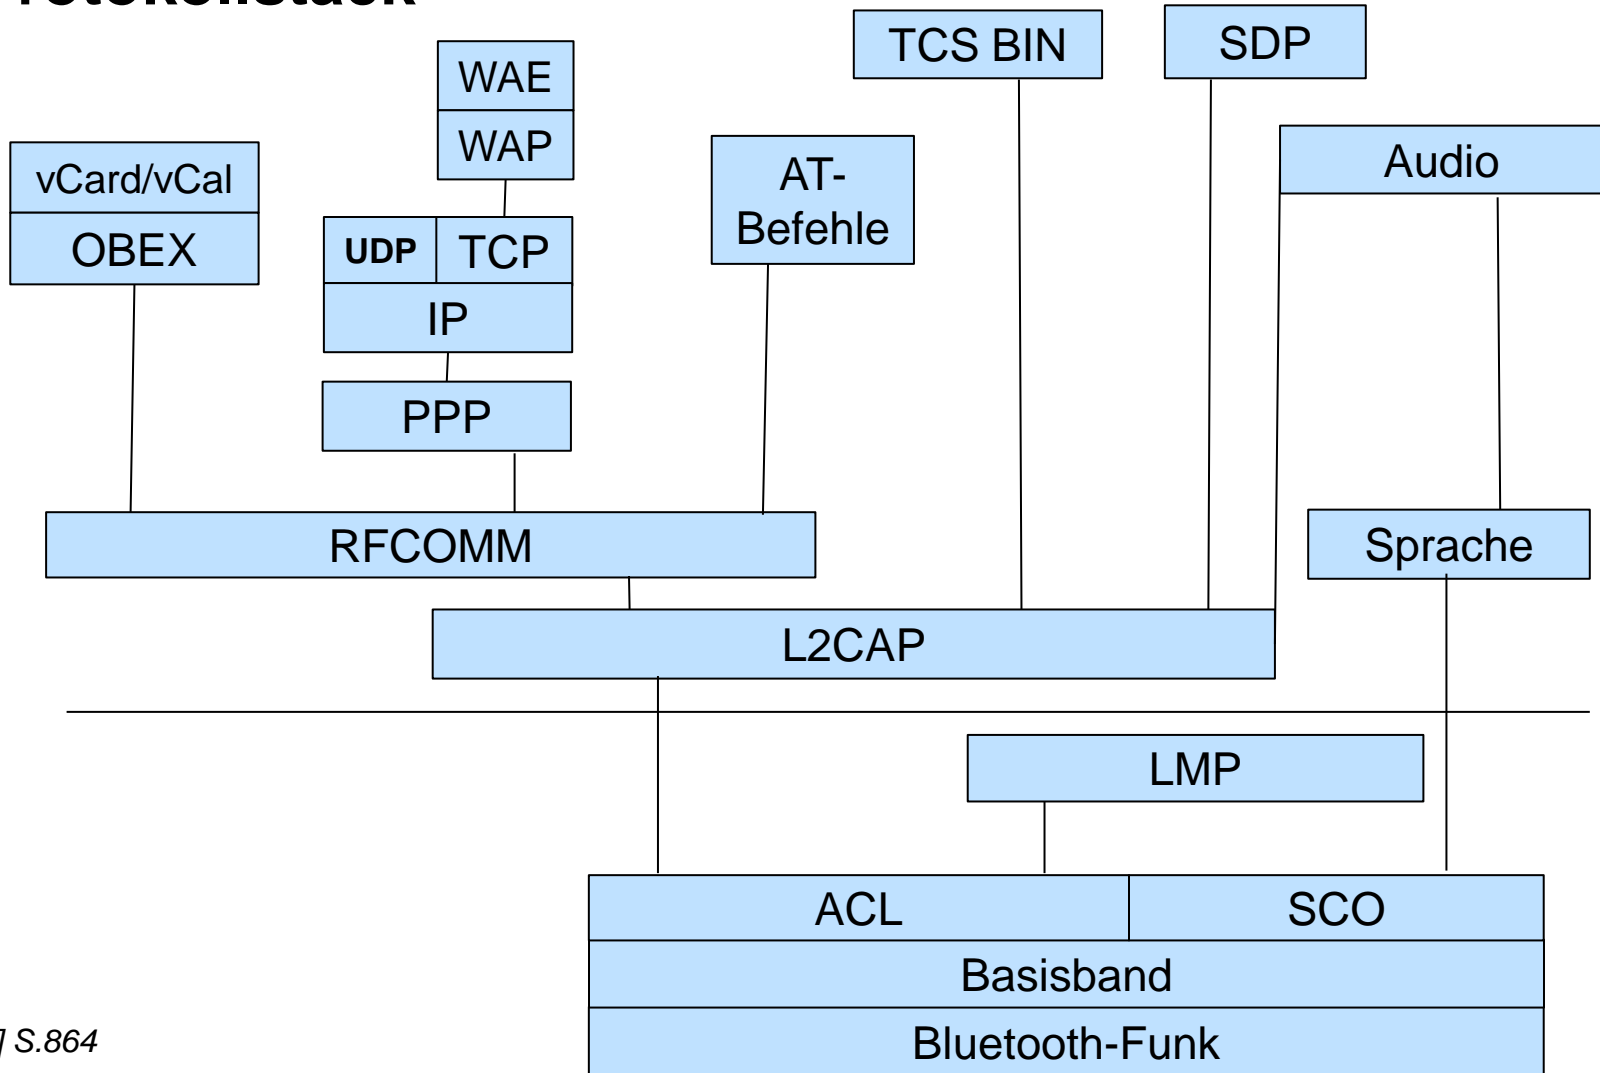 TCS BIN
SDP
WAE
WAP
Audio
vCard/vCal
OBEX
AT-
Befehle
UDP
TCP
IP
PPP
RFCOMM
Sprache
L2CAP
LMP
ACL
SCO
Basisband
Bluetooth-Funk
] S.864